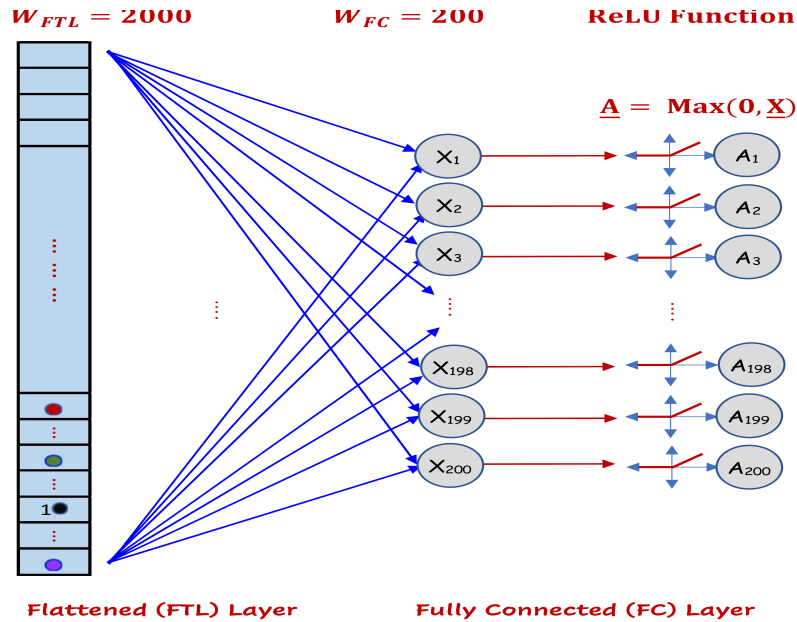 W_FTL = 2000
W_FC = 200
ReLU Function
A = Max(0, X)
X₁
A₁
X₂
A₂
X₃
A₃
X₁₉₈
A₁₉₈
X₁₉₉
A₁₉₉
X₂₀₀
A₂₀₀
1
Flattened (FTL) Layer
Fully Connected (FC) Layer